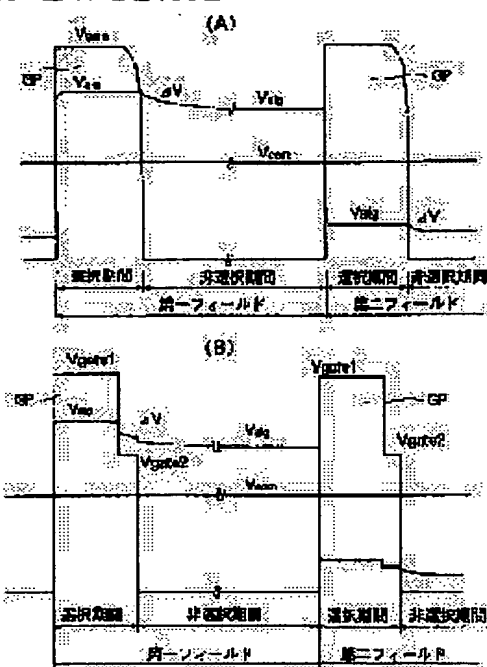 (A)
GP
Vsig
ΔV
Vsig
GP
Vcom
Vsig
ΔV
選択期間
非選択期間
選択期間
非選択期間
第一フィールド
第二フィールド
(B)
Vgate1
Vgate1
GP
Vsig
ΔV
Vsig
GP
Vgate2
Vgate2
Vcom
選択期間
非選択期間
選択期間
非選択期間
第一フィールド
第二フィールド